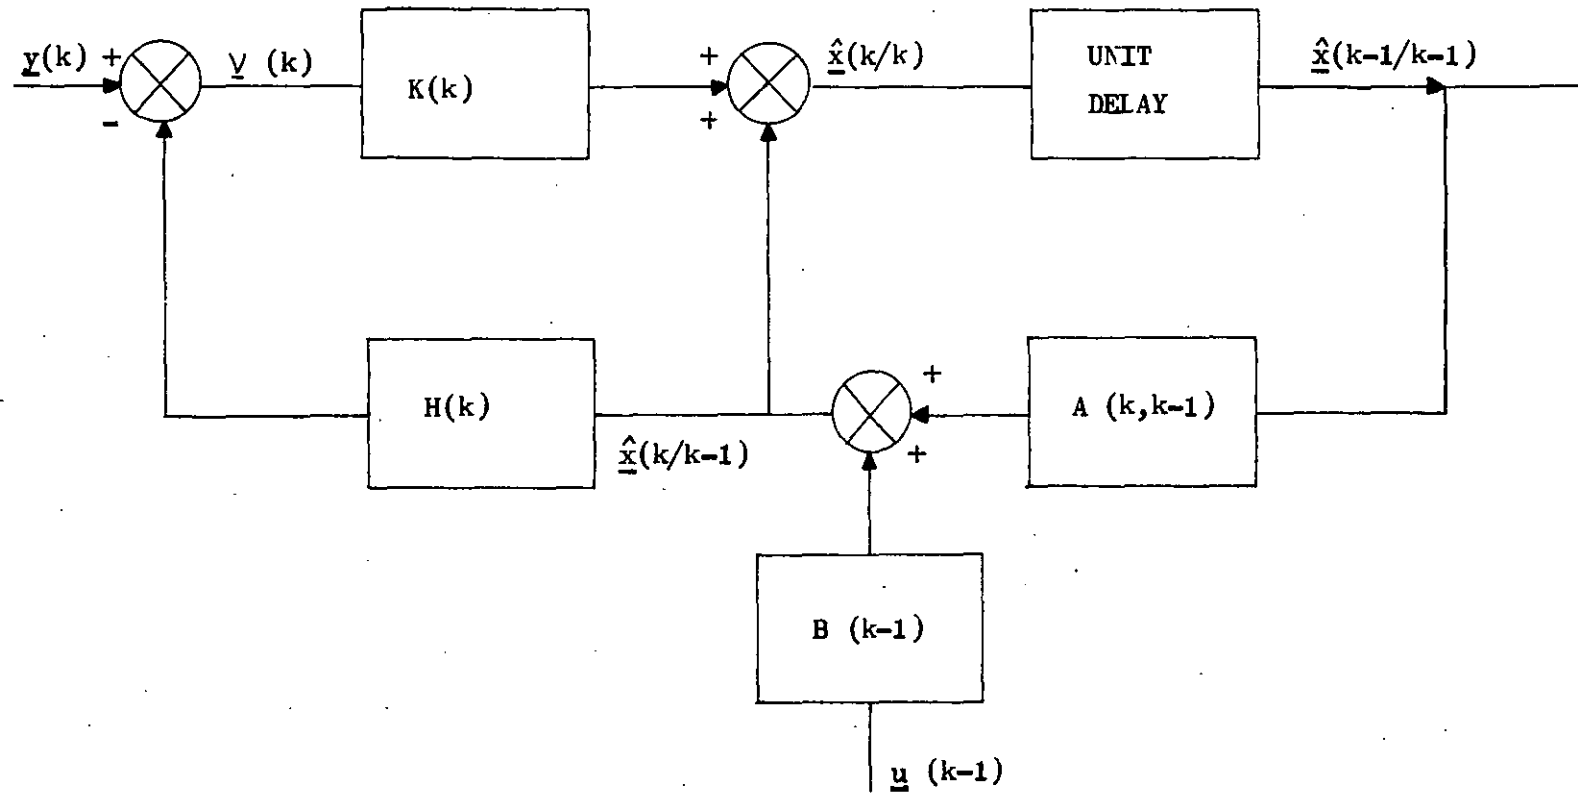 y(k) +
-
V (k)
K(k)
+
+
x̂(k/k)
UNIT
DELAY
x̂(k-1/k-1)
H(k)
x̂(k/k-1)
+
+
A (k,k-1)
B (k-1)
u (k-1)